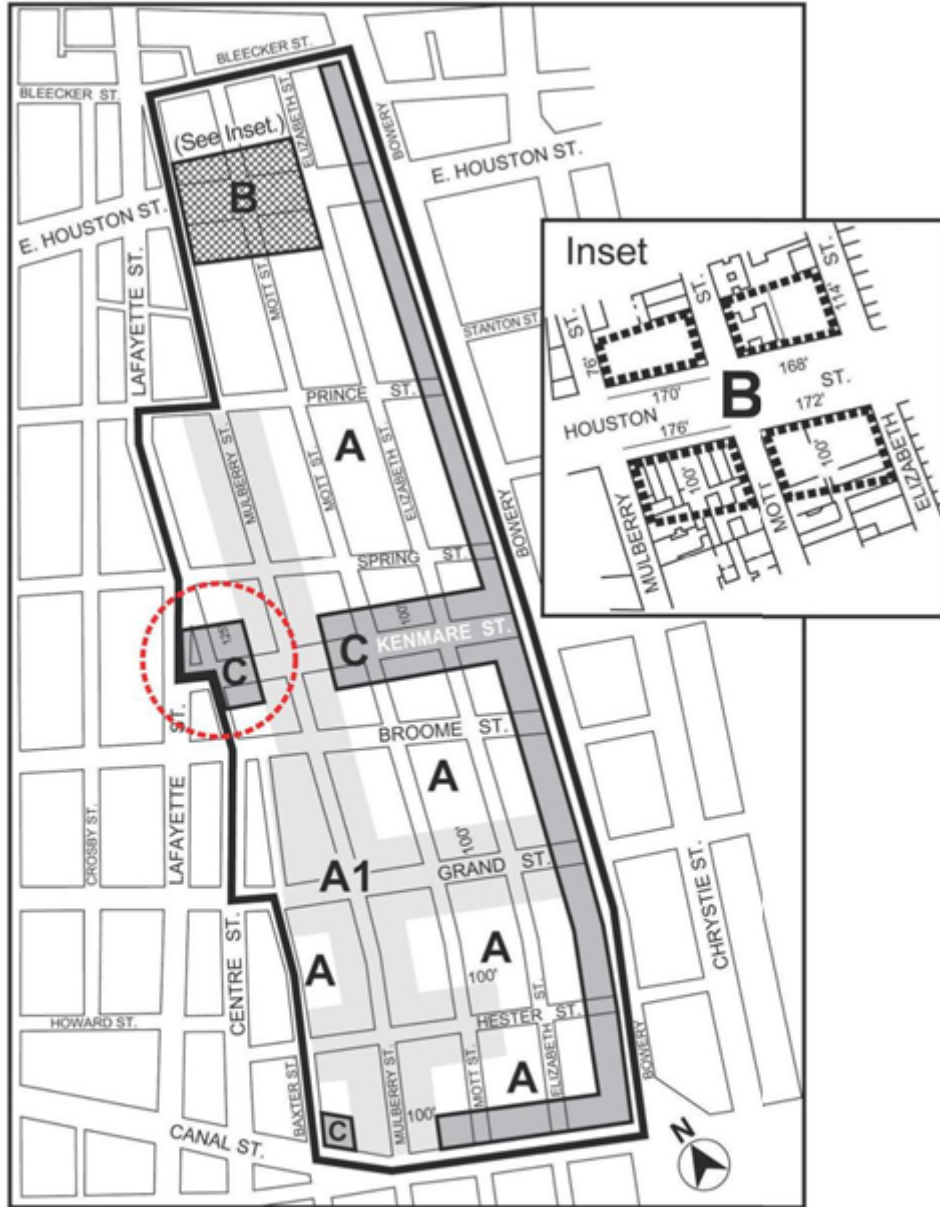 BLEECKER ST.
BLEECKER ST.
ELIZABETH ST.
(See Inset.)
BOWERY
E. HOUSTON ST.
B
E. HOUSTON ST.
LAFAYETTE ST.
MOTT ST.
STANTON ST.
PRINCE ST.
A
MULBERRY ST.
MOTT ST.
ELIZABETH ST.
BOWERY
SPRING ST.
125'
100'
C
C
KENMARE ST.
ST.
BROOME ST.
A
CROSBY ST.
LAFAYETTE
100'
GRAND ST.
A1
CHRYSTIE ST.
A
A
100'
ST.
CENTRE ST.
HOWARD ST.
HESTER ST.
BOWERY
A
ELIZABETH
MOTT ST.
MULBERRY ST.
BAXTER ST.
100'
C
CANAL ST.
N
Inset
ST.
ST.
ST.
114'
76'
170'
168'
B
ST.
HOUSTON
176'
172'
100'
100'
MULBERRY
MOTT
ELIZABETH